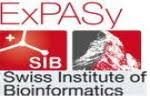 ExPASy
SIB
Swiss Institute of
Bioinformatics